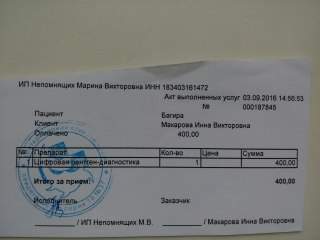 ИП Непомнящих Марина Викторовна ИНН 183403161472
Акт выполненных услуг 03.09.2016 14:56:53
№ 000187845
Пациент Багира
Клиент Макарова Инна Викторовна
Оплачено 400,00
№ Препарат Кол-во Цена Сумма
1 Цифровая рентген-диагностика 1 400,00
Итого за прием: 400,00
Исполнитель Заказчик
/ ИП Непомнящих М.В. / Макарова Инна Викторовна